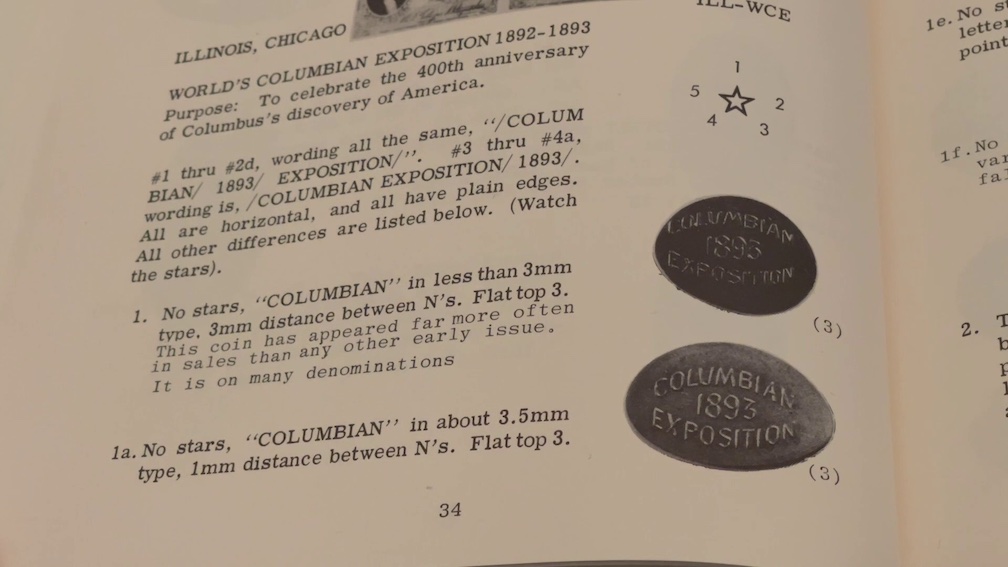 ILLINOIS, CHICAGO
WORLD'S COLUMBIAN EXPOSITION 1892-1893
Purpose: To celebrate the 400th anniversary
of Columbus's discovery of America.
#1 thru #2d, wording all the same, "/COLUM
BIAN/ 1893/ EXPOSITION/". #3 thru #4a,
wording is, /COLUMBIAN EXPOSITION/ 1893/.
All are horizontal, and all have plain edges.
All other differences are listed below. (Watch
the stars).
1. No stars, "COLUMBIAN" in less than 3mm
type, 3mm distance between N's. Flat top 3.
This coin has appeared far more often
in sales than any other early issue.
It is on many denominations
1a. No stars, "COLUMBIAN" in about 3.5mm
type, 1mm distance between N's. Flat top 3.
34
ILL-WCE
1
5
2
4
3
COLUMBIAN
1893
EXPOSITION
(3)
COLUMBIAN
1893
EXPOSITION
(3)
1e. No
point
1f. No
2.